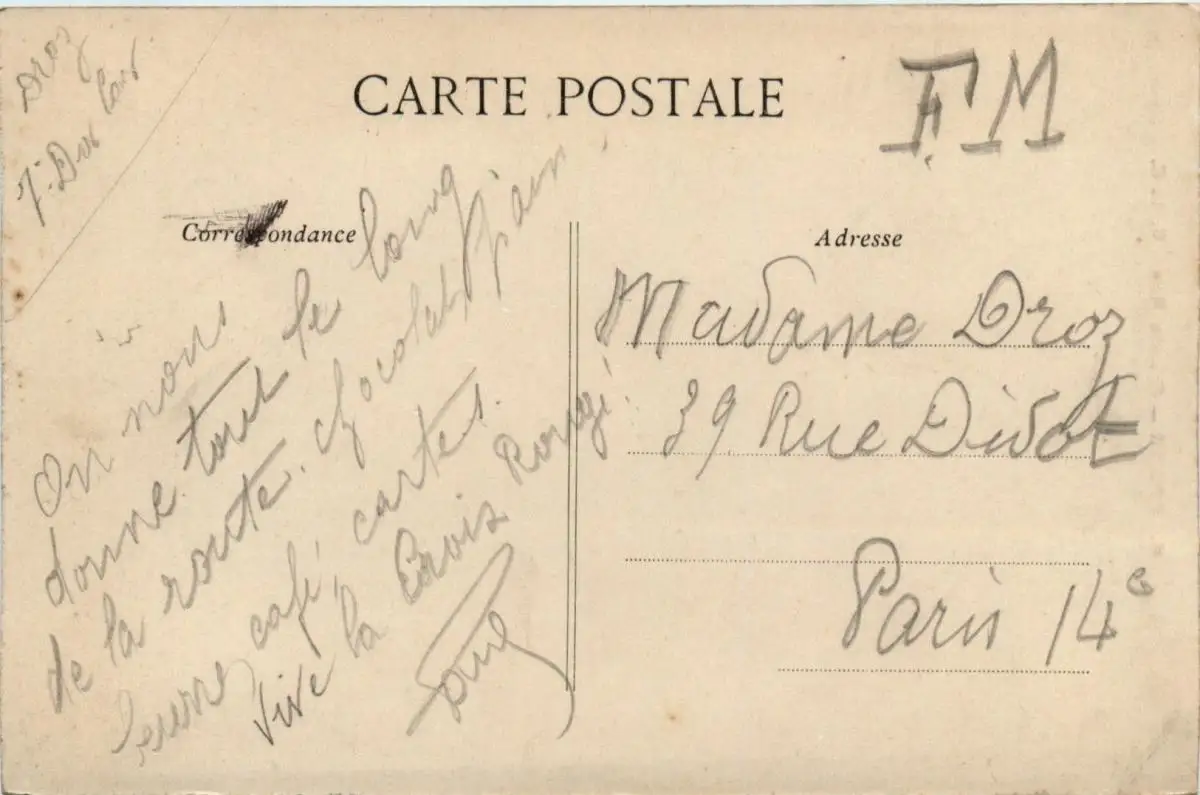 Droz
CARTE POSTALE
F.M
Correspondance
Adresse
On nous
donne tout le long
de la route. chocolat, pain
beurre, café, cartes.
Vive la Croix Rouge!
Madame Droz
39 Rue Didot
Paris 14e